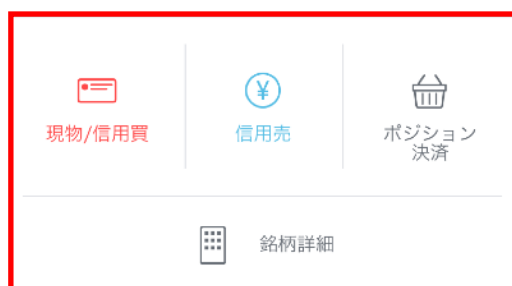 現物/信用買
信用売
ポジション
決済
銘柄詳細